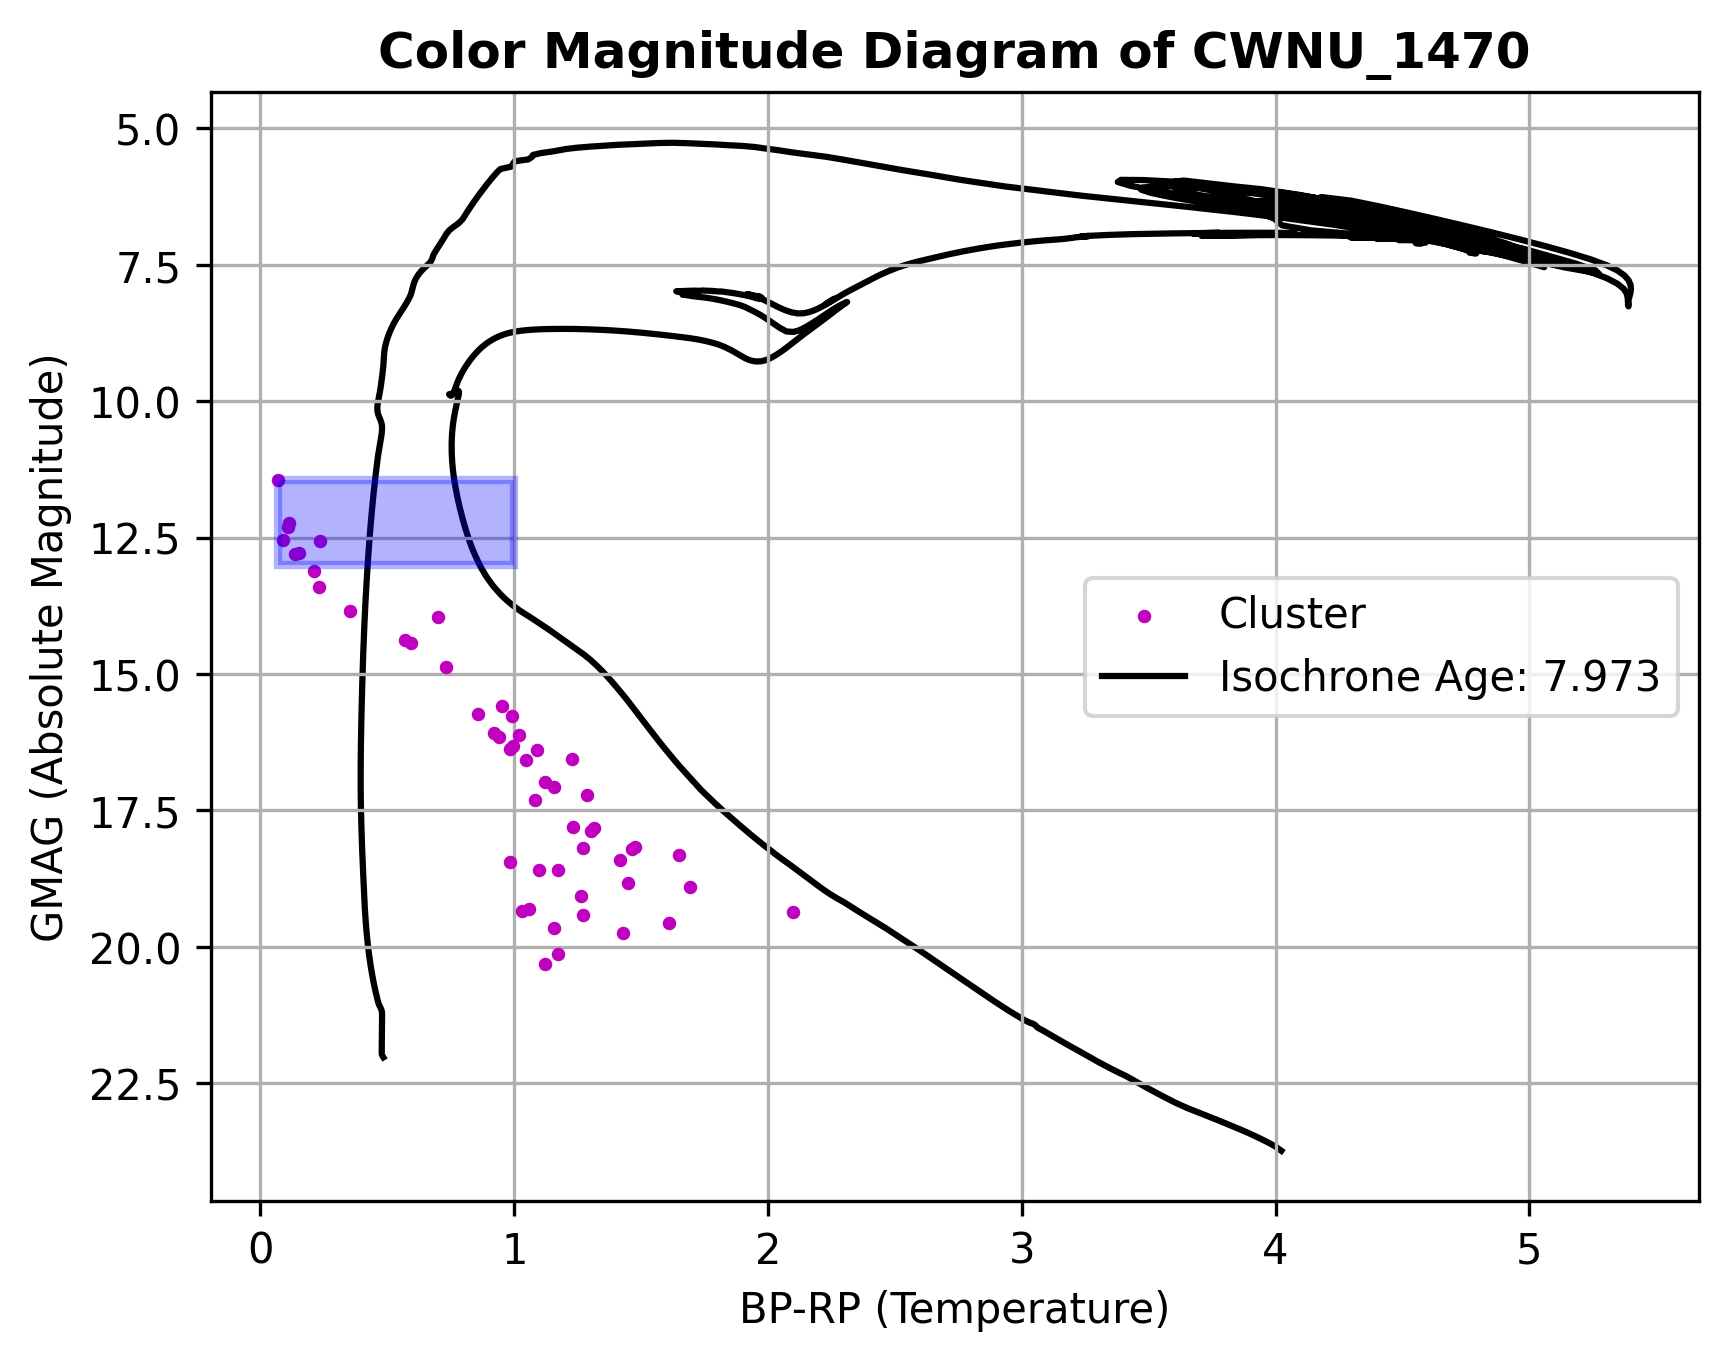 Color Magnitude Diagram of CWNU_1470
GMAG (Absolute Magnitude)
5.0
7.5
10.0
12.5
15.0
17.5
20.0
22.5
Cluster
Isochrone Age: 7.973
0 1 2 3 4 5
BP-RP (Temperature)